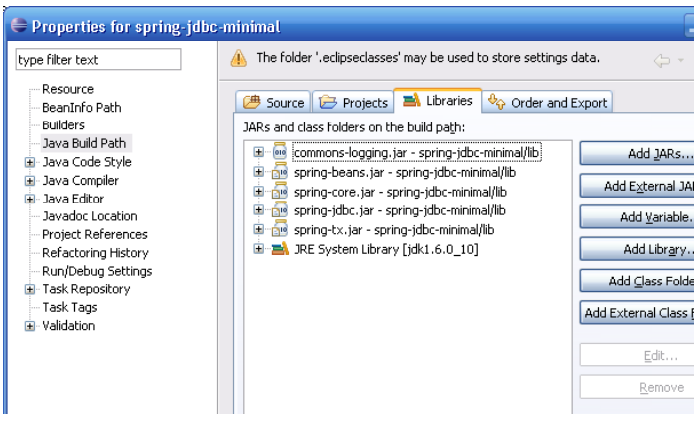 Properties for spring-jdbc-minimal
type filter text
The folder '.eclipseclasses' may be used to store settings data.
Resource
BeanInfo Path
Builders
Java Build Path
Java Code Style
Java Compiler
Java Editor
Javadoc Location
Project References
Refactoring History
Run/Debug Settings
Task Repository
Task Tags
Validation
Source
Projects
Libraries
Order and Export
JARs and class folders on the build path:
commons-logging.jar - spring-jdbc-minimal/lib
spring-beans.jar - spring-jdbc-minimal/lib
spring-core.jar - spring-jdbc-minimal/lib
spring-jdbc.jar - spring-jdbc-minimal/lib
spring-tx.jar - spring-jdbc-minimal/lib
JRE System Library [jdk1.6.0_10]
Add JARs...
Add External JA
Add Variable.
Add Library..
Add Class Folde
Add External Class F
Edit...
Remove